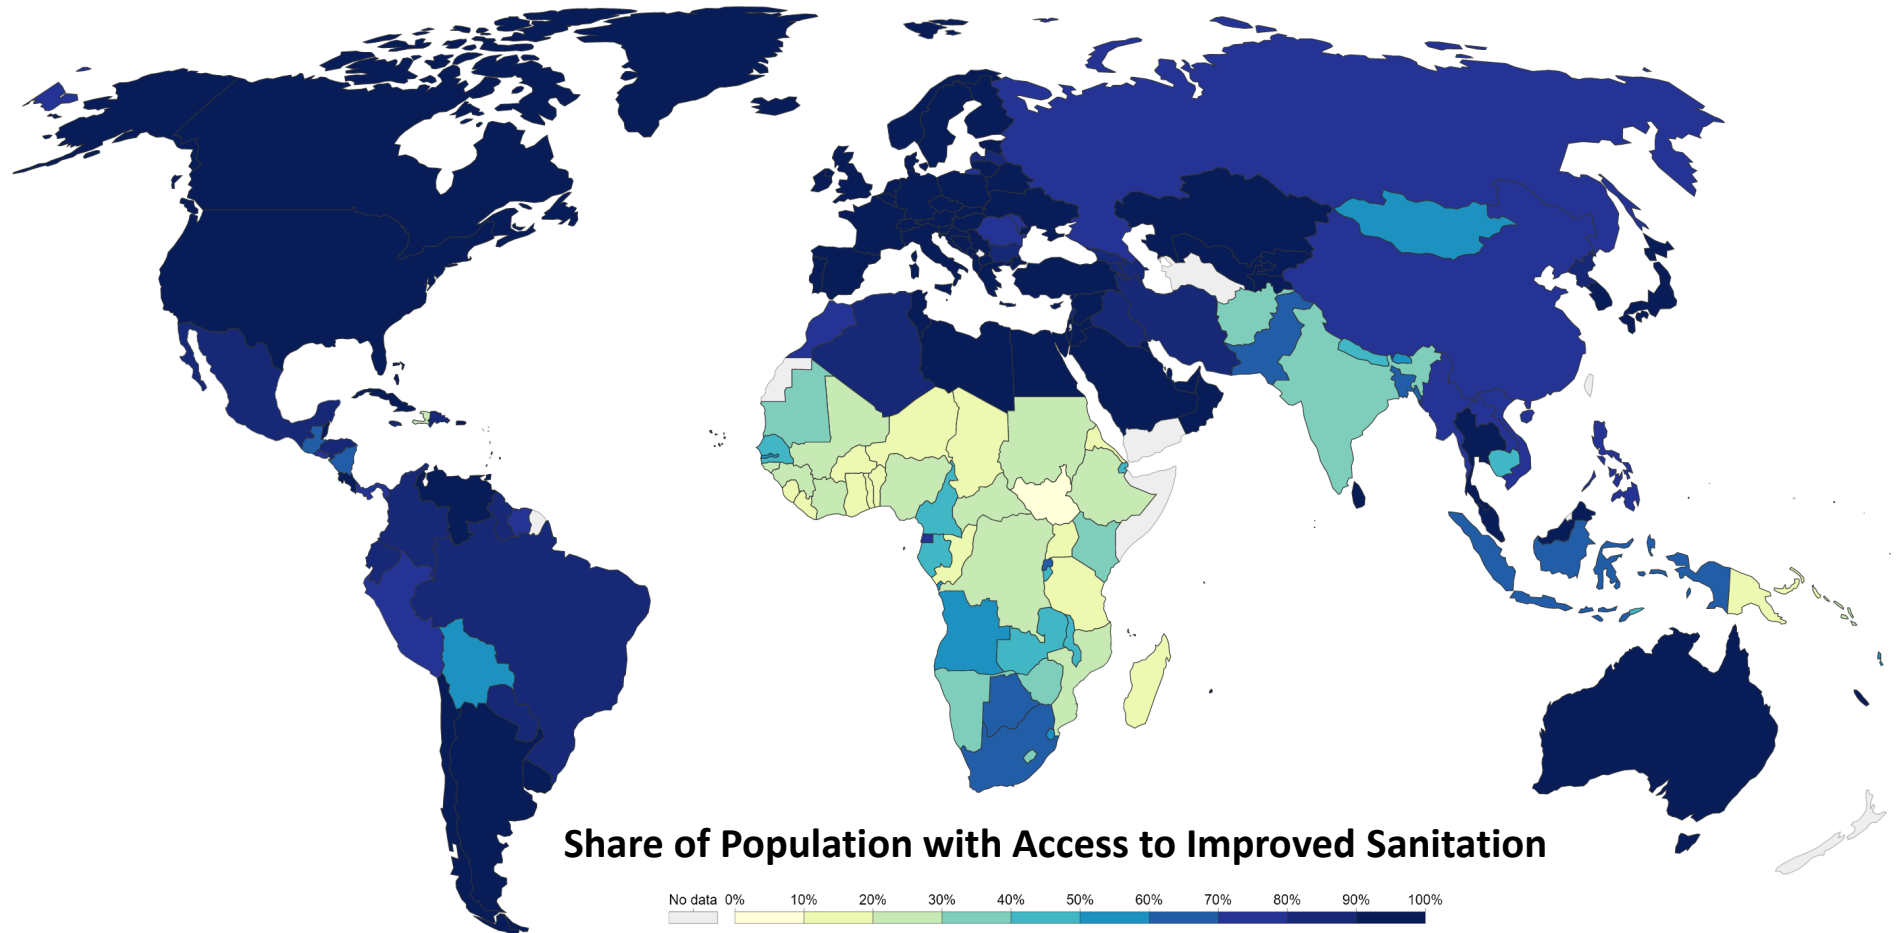 Share of Population with Access to Improved Sanitation
No data 0% 10% 20% 30% 40% 50% 60% 70% 80% 90% 100%